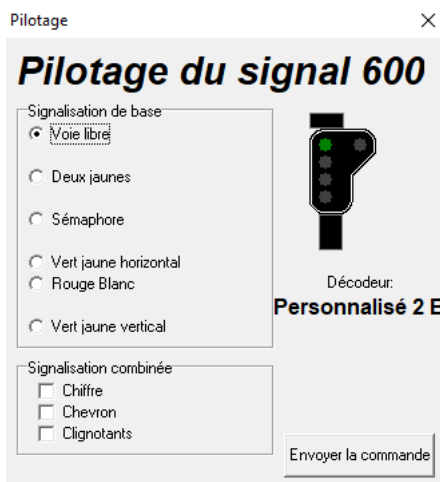 Pilotage
Pilotage du signal 600
Signalisation de base
Voie libre
Deux jaunes
Sémaphore
Vert jaune horizontal
Rouge Blanc
Vert jaune vertical
Décodeur:
Personnalisé 2 E
Signalisation combinée
Chiffre
Chevron
Clignotants
Envoyer la commande